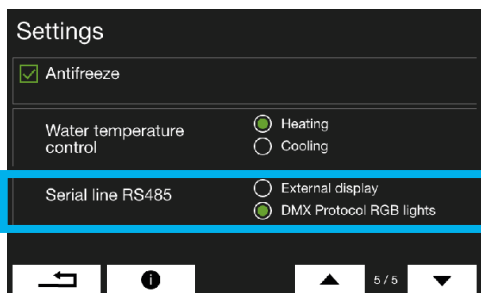 Settings
Antifreeze
Water temperature control
Heating
Cooling
Serial line RS485
External display
DMX Protocol RGB lights
5/5